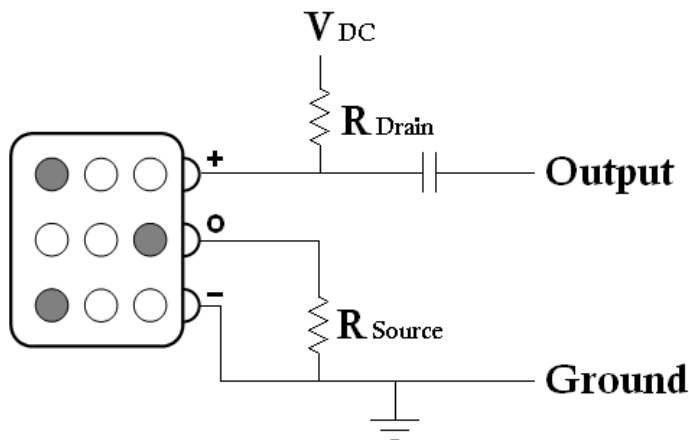 V DC
R Drain
+
Output
o
–
R Source
Ground